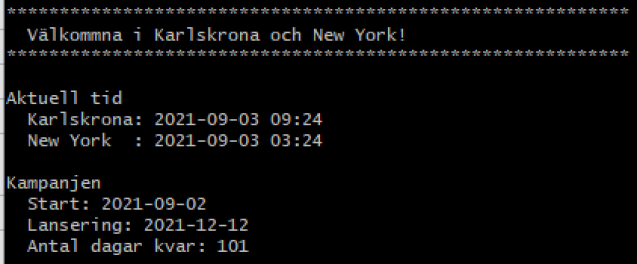 ***********************************************************
Välkommna i Karlskrona och New York!
***********************************************************
Aktuell tid
Karlskrona: 2021-09-03 09:24
New York  : 2021-09-03 03:24
Kampanjen
Start: 2021-09-02
Lansering: 2021-12-12
Antal dagar kvar: 101